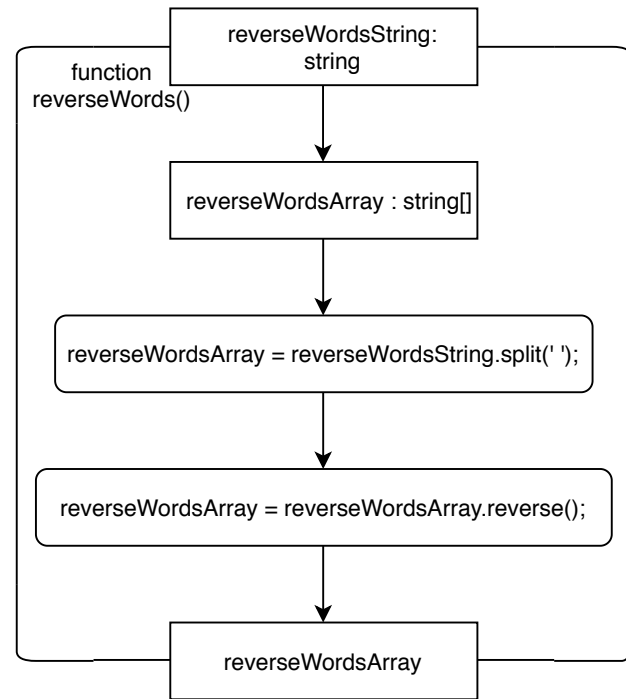 reverseWordsString:
string
function
reverseWords()
reverseWordsArray : string[]
reverseWordsArray = reverseWordsString.split(' ');
reverseWordsArray = reverseWordsArray.reverse();
reverseWordsArray